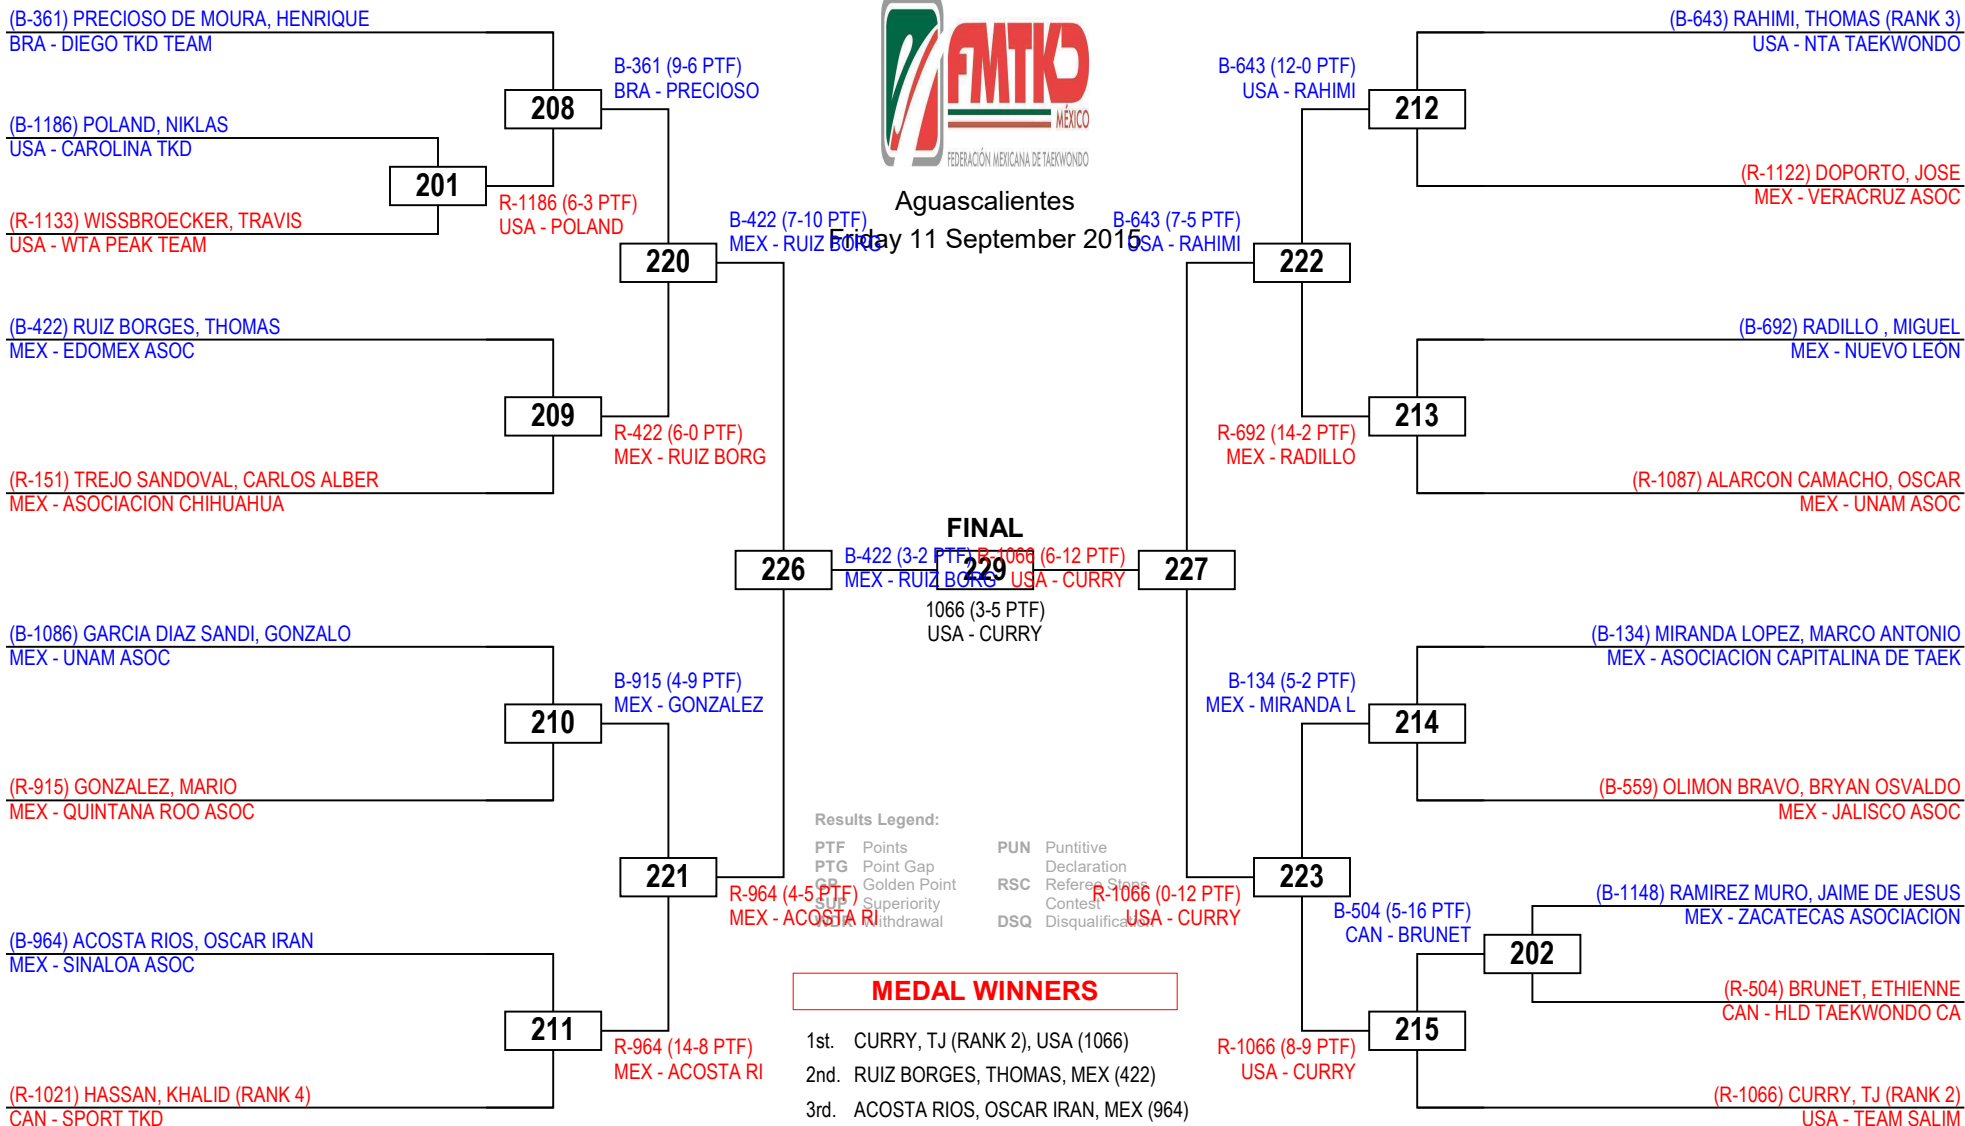 (B-361) PRECIOSO DE MOURA, HENRIQUE
BRA - DIEGO TKD TEAM
B-361 (9-6 PTF)
BRA - PRECIOSO
208
(B-1186) POLAND, NIKLAS
USA - CAROLINA TKD
201
R-1186 (6-3 PTF)
USA - POLAND
(R-1133) WISSBROECKER, TRAVIS
USA - WTA PEAK TEAM
B-422 (7-10 PTF)
MEX - RUIZ BORG
220
(B-422) RUIZ BORGES, THOMAS
MEX - EDOMEX ASOC
209
R-422 (6-0 PTF)
MEX - RUIZ BORG
(R-151) TREJO SANDOVAL, CARLOS ALBER
MEX - ASOCIACION CHIHUAHUA
226
B-422 (3-2 PTF)
MEX - RUIZ BORG
(B-1086) GARCIA DIAZ SANDI, GONZALO
MEX - UNAM ASOC
B-915 (4-9 PTF)
MEX - GONZALEZ
210
(R-915) GONZALEZ, MARIO
MEX - QUINTANA ROO ASOC
221
R-964 (4-5 PTF)
MEX - ACOSTA RI
(B-964) ACOSTA RIOS, OSCAR IRAN
MEX - SINALOA ASOC
211
R-964 (14-8 PTF)
MEX - ACOSTA RI
(R-1021) HASSAN, KHALID (RANK 4)
CAN - SPORT TKD
FMTKD
MÉXICO
FEDERACIÓN MEXICANA DE TAEKWONDO
Aguascalientes
Friday 11 September 2015
FINAL
229
1066 (3-5 PTF)
USA - CURRY
Results Legend:
PTF Points
PTG Point Gap
GP Golden Point
SUP Superiority
WDR Withdrawal
PUN Puntitive
Declaration
RSC Referee Stops
Contest
DSQ Disqualification
MEDAL WINNERS
1st. CURRY, TJ (RANK 2), USA (1066)
2nd. RUIZ BORGES, THOMAS, MEX (422)
3rd. ACOSTA RIOS, OSCAR IRAN, MEX (964)
(B-643) RAHIMI, THOMAS (RANK 3)
USA - NTA TAEKWONDO
B-643 (12-0 PTF)
USA - RAHIMI
212
(R-1122) DOPORTO, JOSE
MEX - VERACRUZ ASOC
B-643 (7-5 PTF)
USA - RAHIMI
222
(B-692) RADILLO , MIGUEL
MEX - NUEVO LEÓN
213
R-692 (14-2 PTF)
MEX - RADILLO
(R-1087) ALARCON CAMACHO, OSCAR
MEX - UNAM ASOC
R-1066 (6-12 PTF)
USA - CURRY
227
(B-134) MIRANDA LOPEZ, MARCO ANTONIO
MEX - ASOCIACION CAPITALINA DE TAEK
B-134 (5-2 PTF)
MEX - MIRANDA L
214
(B-559) OLIMON BRAVO, BRYAN OSVALDO
MEX - JALISCO ASOC
223
R-1066 (0-12 PTF)
USA - CURRY
(B-1148) RAMIREZ MURO, JAIME DE JESUS
MEX - ZACATECAS ASOCIACION
B-504 (5-16 PTF)
CAN - BRUNET
202
(R-504) BRUNET, ETHIENNE
CAN - HLD TAEKWONDO CA
215
R-1066 (8-9 PTF)
USA - CURRY
(R-1066) CURRY, TJ (RANK 2)
USA - TEAM SALIM